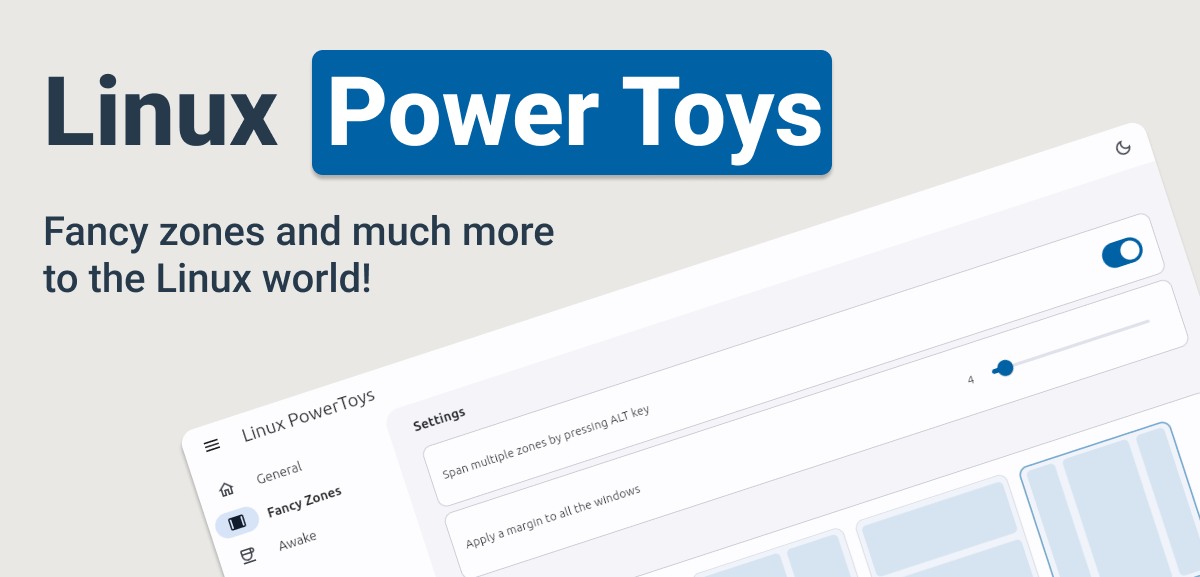 Linux Power Toys
Fancy zones and much more
to the Linux world!
Linux PowerToys
General
Fancy Zones
Awake
Settings
Span multiple zones by pressing ALT key
Apply a margin to all the windows
4